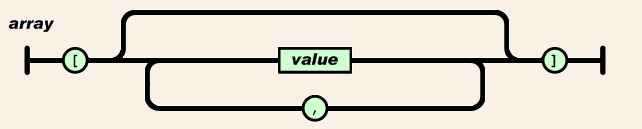 array
[ value ]
,